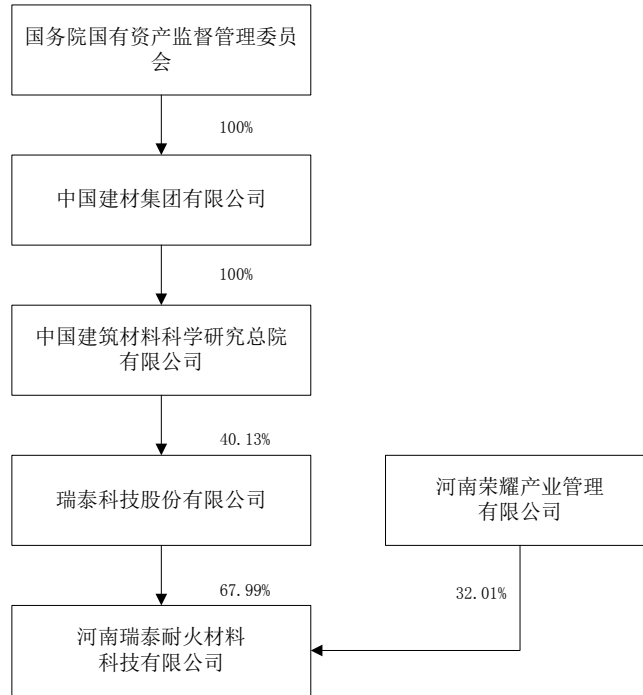 国务院国有资产监督管理委员
会
100%
中国建材集团有限公司
100%
中国建筑材料科学研究总院
有限公司
40.13%
瑞泰科技股份有限公司
河南荣耀产业管理
有限公司
67.99%
32.01%
河南瑞泰耐火材料
科技有限公司